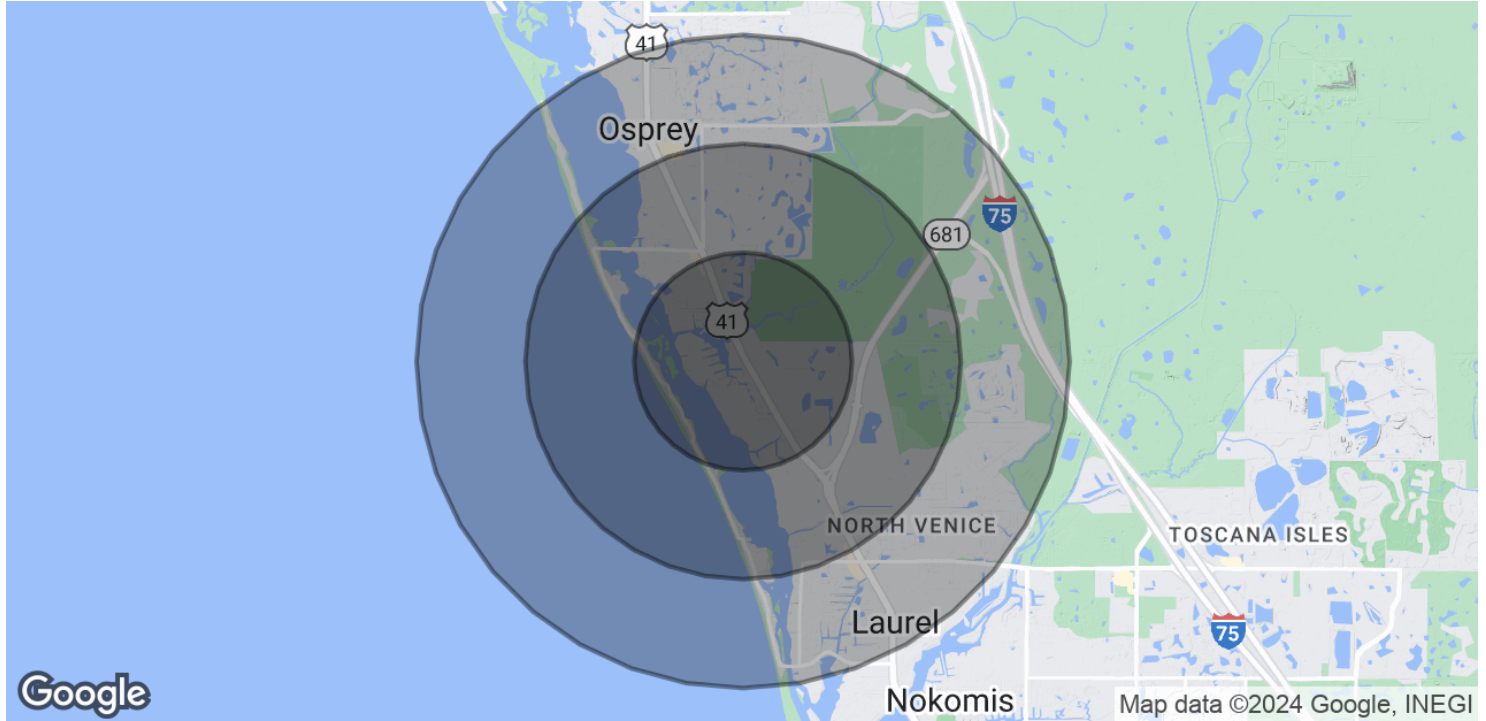 41
Osprey
75
681
41
NORTH VENICE
TOSCANA ISLES
Laurel
75
Nokomis
Google
Map data ©2024 Google, INEGI